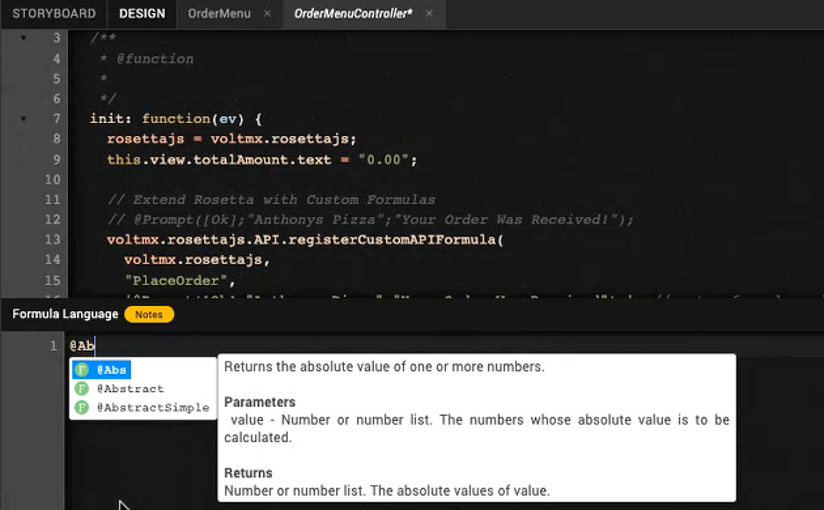 STORYBOARD DESIGN OrderMenu × OrderMenuController* ×
3 /**
4 * @function
5 *
6 */
7 init: function(ev) {
8 rosettajs = voltmx.rosettajs;
9 this.view.totalAmount.text = "0.00";
10
11 // Extend Rosetta with Custom Formulas
12 // @Prompt([Ok];"Anthonys Pizza";"Your Order Was Received!");
13 voltmx.rosettajs.API.registerCustomAPIFormula(
14 voltmx.rosettajs,
15 "PlaceOrder",
Formula Language Notes
1 @Ab
F @Abs
F @Abstract
F @AbstractSimple
Returns the absolute value of one or more numbers.
Parameters
value - Number or number list. The numbers whose absolute value is to be
calculated.
Returns
Number or number list. The absolute values of value.